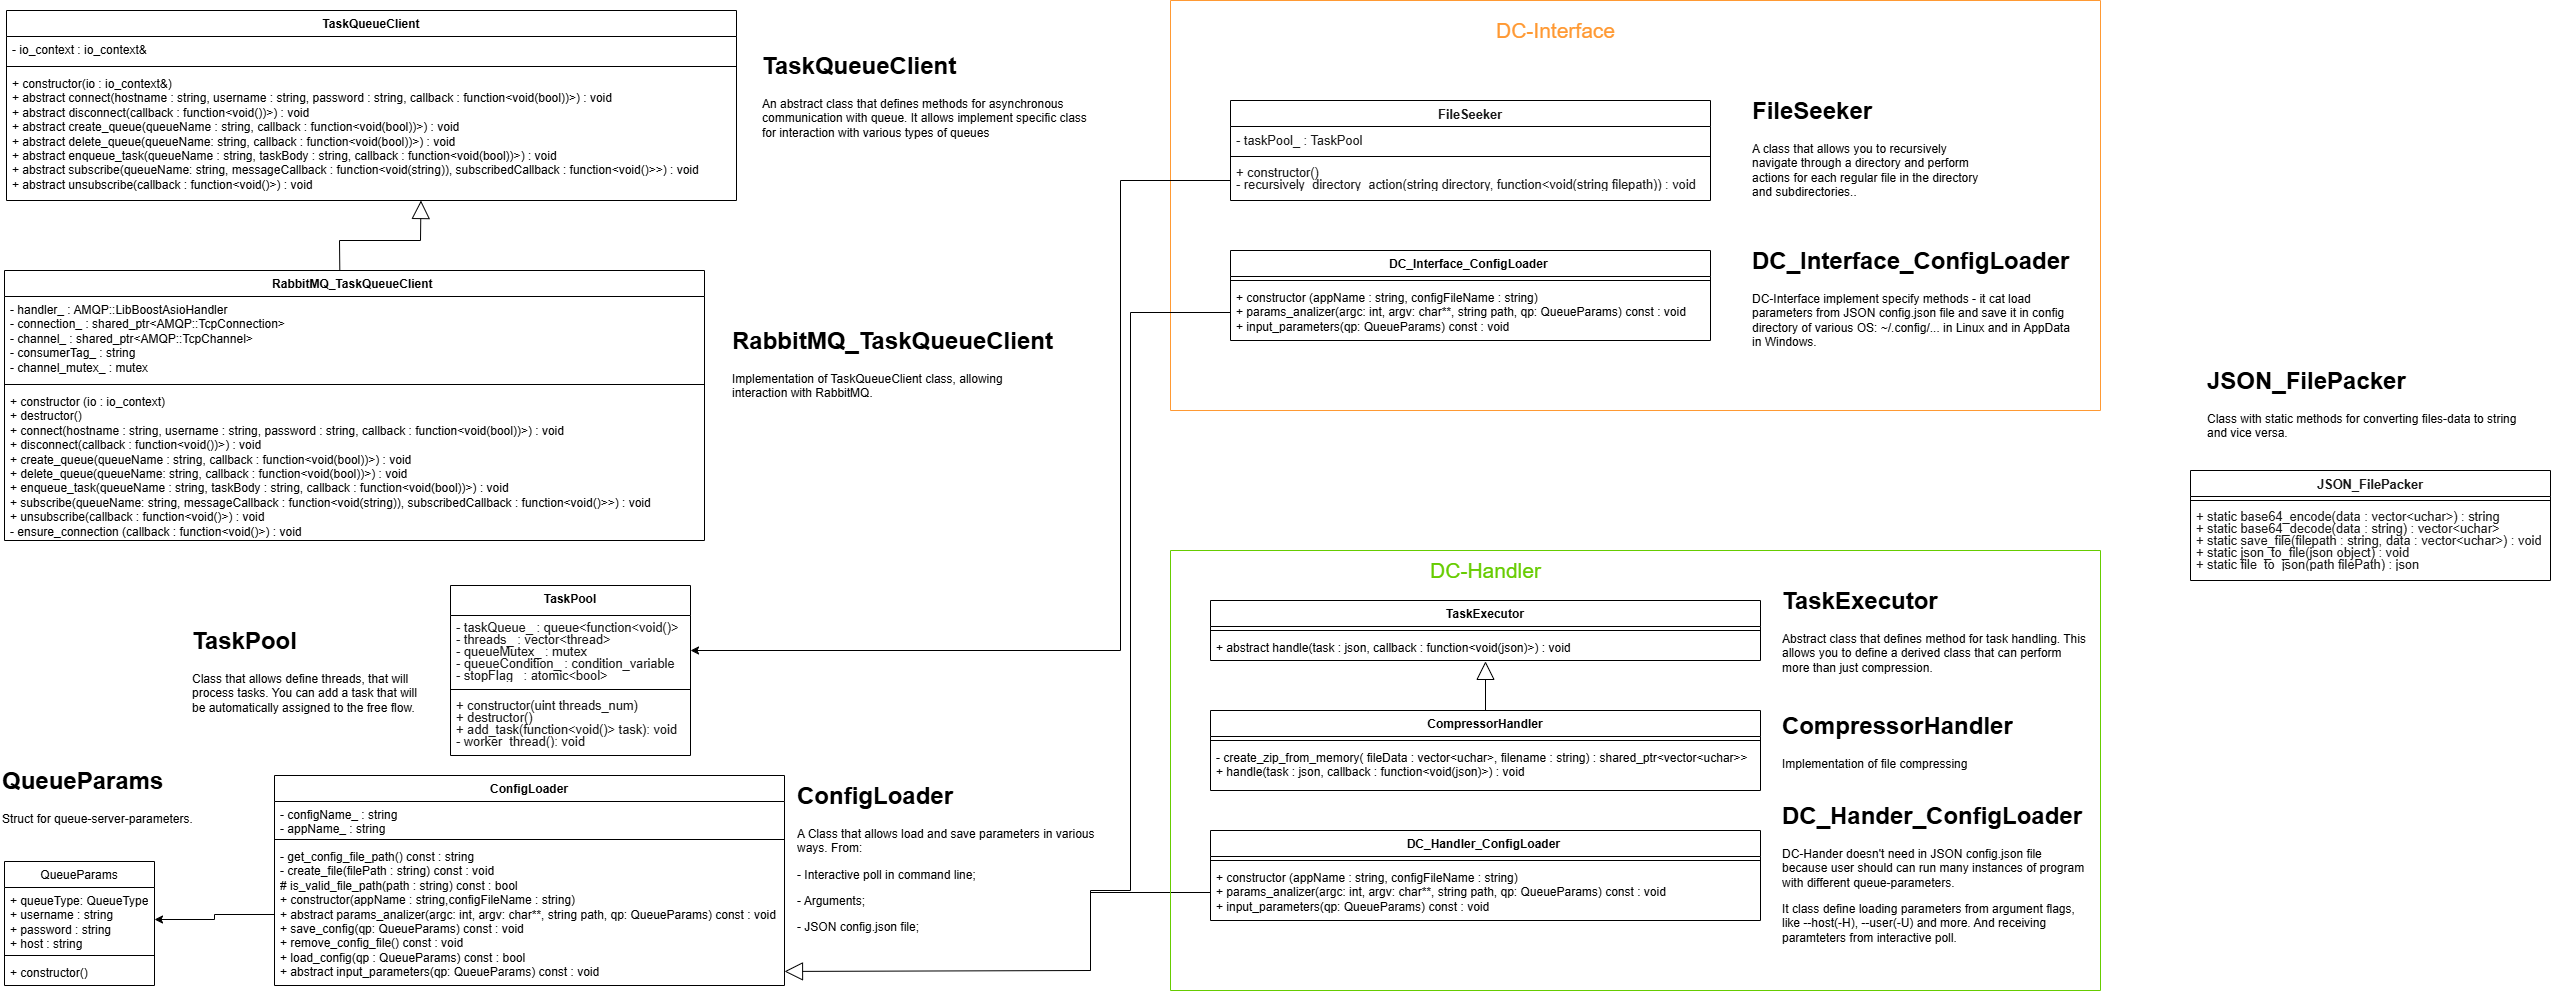 TaskQueueClient
- io_context : io_context&
+ constructor(io : io_context&)
+ abstract connect(hostname : string, username : string, password : string, callback : function<void(bool))>) : void
+ abstract disconnect(callback : function<void())>) : void
+ abstract create_queue(queueName : string, callback : function<void(bool))>) : void
+ abstract delete_queue(queueName: string, callback : function<void(bool))>) : void
+ abstract enqueue_task(queueName : string, taskBody : string, callback : function<void(bool))>) : void
+ abstract subscribe(queueName: string, messageCallback : function<void(string)), subscribedCallback : function<void()>>) : void
+ abstract unsubscribe(callback : function<void()>) : void
TaskQueueClient
An abstract class that defines methods for asynchronous
communication with queue. It allows implement specific class
for interaction with various types of queues
RabbitMQ_TaskQueueClient
- handler_ : AMQP::LibBoostAsioHandler
- connection_ : shared_ptr<AMQP::TcpConnection>
- channel_ : shared_ptr<AMQP::TcpChannel>
- consumerTag_ : string
- channel_mutex_ : mutex
+ constructor (io : io_context)
+ destructor()
+ connect(hostname : string, username : string, password : string, callback : function<void(bool))>) : void
+ disconnect(callback : function<void())>) : void
+ create_queue(queueName : string, callback : function<void(bool))>) : void
+ delete_queue(queueName: string, callback : function<void(bool))>) : void
+ enqueue_task(queueName : string, taskBody : string, callback : function<void(bool))>) : void
+ subscribe(queueName: string, messageCallback : function<void(string)), subscribedCallback : function<void()>>) : void
+ unsubscribe(callback : function<void()>) : void
- ensure_connection (callback : function<void()>) : void
RabbitMQ_TaskQueueClient
Implementation of TaskQueueClient class, allowing
interaction with RabbitMQ.
TaskPool
Class that allows define threads, that will
process tasks. You can add a task that will
be automatically assigned to the free flow.
TaskPool
- taskQueue_ : queue<function<void()>
- threads_ : vector<thread>
- queueMutex_ : mutex
- queueCondition_ : condition_variable
- stopFlag_ : atomic<bool>
+ constructor(uint threads_num)
+ destructor()
+ add_task(function<void()> task): void
- worker_thread(): void
QueueParams
Struct for queue-server-parameters.
QueueParams
+ queueType: QueueType
+ username : string
+ password : string
+ host : string
+ constructor()
ConfigLoader
- configName_ : string
- appName_ : string
- get_config_file_path() const : string
- create_file(filePath : string) const : void
# is_valid_file_path(path : string) const : bool
+ constructor(appName : string,configFileName : string)
+ abstract params_analizer(argc: int, argv: char**, string path, qp: QueueParams) const : void
+ save_config(qp: QueueParams) const : void
+ remove_config_file() const : void
+ load_config(qp : QueueParams) const : bool
+ abstract input_parameters(qp: QueueParams) const : void
ConfigLoader
A Class that allows load and save parameters in various
ways. From:
- Interactive poll in command line;
- Arguments;
- JSON config.json file;
DC-Interface
FileSeeker
- taskPool_ : TaskPool
+ constructor()
- recursively_directory_action(string directory, function<void(string filepath)) : void
FileSeeker
A class that allows you to recursively
navigate through a directory and perform
actions for each regular file in the directory
and subdirectories..
DC_Interface_ConfigLoader
+ constructor (appName : string, configFileName : string)
+ params_analizer(argc: int, argv: char**, string path, qp: QueueParams) const : void
+ input_parameters(qp: QueueParams) const : void
DC_Interface_ConfigLoader
DC-Interface implement specify methods - it cat load
parameters from JSON config.json file and save it in config
directory of various OS: ~/.config/... in Linux and in AppData
in Windows.
DC-Handler
TaskExecutor
+ abstract handle(task : json, callback : function<void(json)>) : void
TaskExecutor
Abstract class that defines method for task handling. This
allows you to define a derived class that can perform
more than just compression.
CompressorHandler
- create_zip_from_memory( fileData : vector<uchar>, filename : string) : shared_ptr<vector<uchar>>
+ handle(task : json, callback : function<void(json)>) : void
CompressorHandler
Implementation of file compressing
DC_Handler_ConfigLoader
+ constructor (appName : string, configFileName : string)
+ params_analizer(argc: int, argv: char**, string path, qp: QueueParams) const : void
+ input_parameters(qp: QueueParams) const : void
DC_Hander_ConfigLoader
DC-Hander doesn't need in JSON config.json file
because user should can run many instances of program
with different queue-parameters.
It class define loading parameters from argument flags,
like --host(-H), --user(-U) and more. And receiving
paramteters from interactive poll.
JSON_FilePacker
Class with static methods for converting files-data to string
and vice versa.
JSON_FilePacker
+ static base64_encode(data : vector<uchar>) : string
+ static base64_decode(data : string) : vector<uchar>
+ static save_file(filepath : string, data : vector<uchar>) : void
+ static json_to_file(json object) : void
+ static file_to_json(path filePath) : json